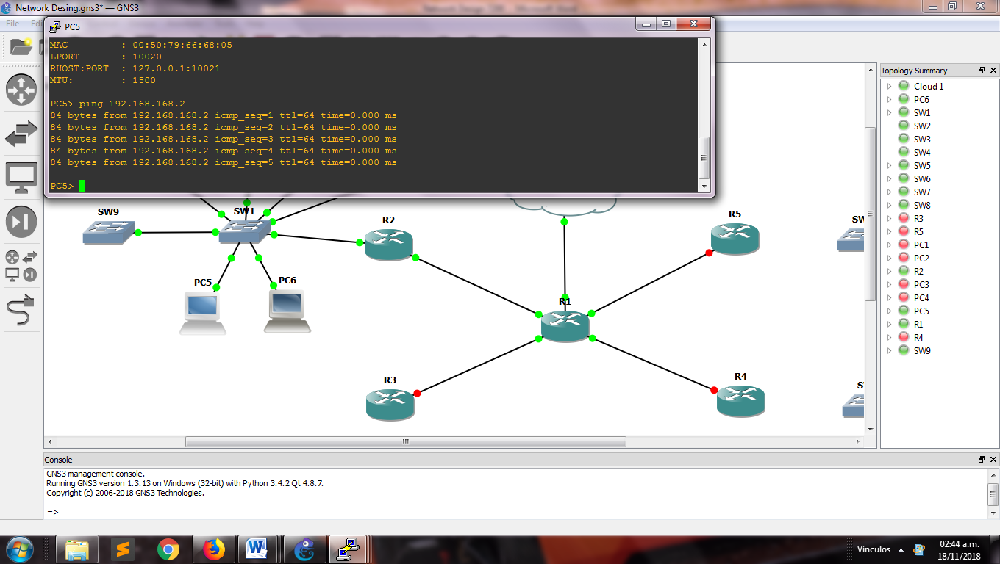 Network Desing.gns3* — GNS3
File
PC5
MAC : 00:50:79:66:68:05
LPORT : 10020
RHOST:PORT : 127.0.0.1:10021
MTU: : 1500
PC5> ping 192.168.168.2
84 bytes from 192.168.168.2 icmp_seq=1 ttl=64 time=0.000 ms
84 bytes from 192.168.168.2 icmp_seq=2 ttl=64 time=0.000 ms
84 bytes from 192.168.168.2 icmp_seq=3 ttl=64 time=0.000 ms
84 bytes from 192.168.168.2 icmp_seq=4 ttl=64 time=0.000 ms
84 bytes from 192.168.168.2 icmp_seq=5 ttl=64 time=0.000 ms
PC5>
SW9
SW1
R2
R5
SW
PC5
PC6
R1
R3
R4
S
Topology Summary
Cloud 1
PC6
SW1
SW2
SW3
SW4
SW5
SW6
SW7
SW8
R3
R5
PC1
PC2
R2
PC3
PC4
PC5
R1
R4
SW9
Console
GNS3 management console.
Running GNS3 version 1.3.13 on Windows (32-bit) with Python 3.4.2 Qt 4.8.7.
Copyright (c) 2006-2018 GNS3 Technologies.
=>
Vínculos
02:44 a.m.
18/11/2018